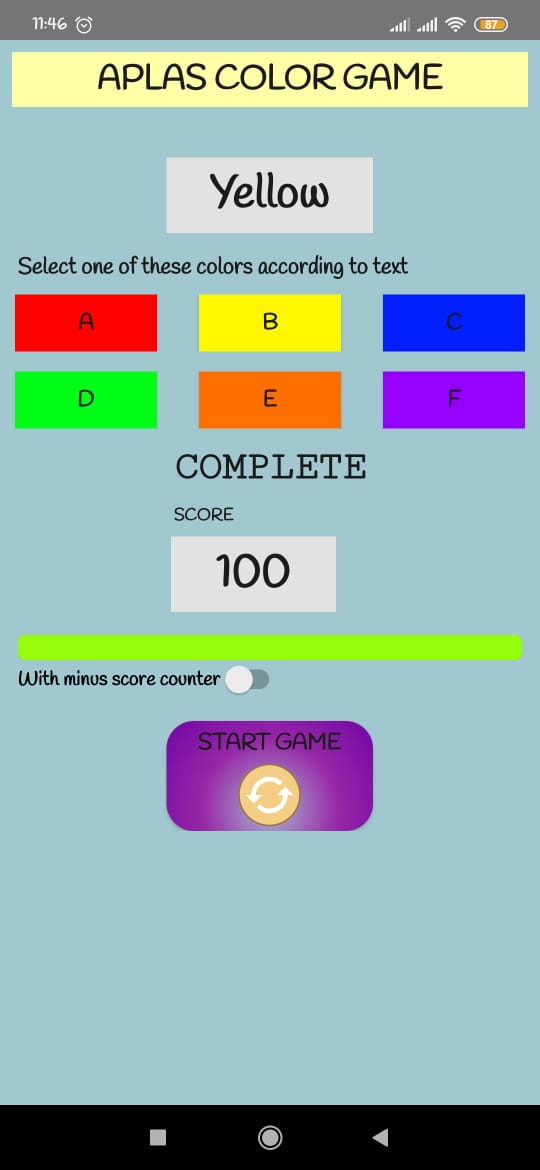 11:46
87
APLAS COLOR GAME
Yellow
Select one of these colors according to text
A B C
D E F
COMPLETE
SCORE
100
With minus score counter
START GAME